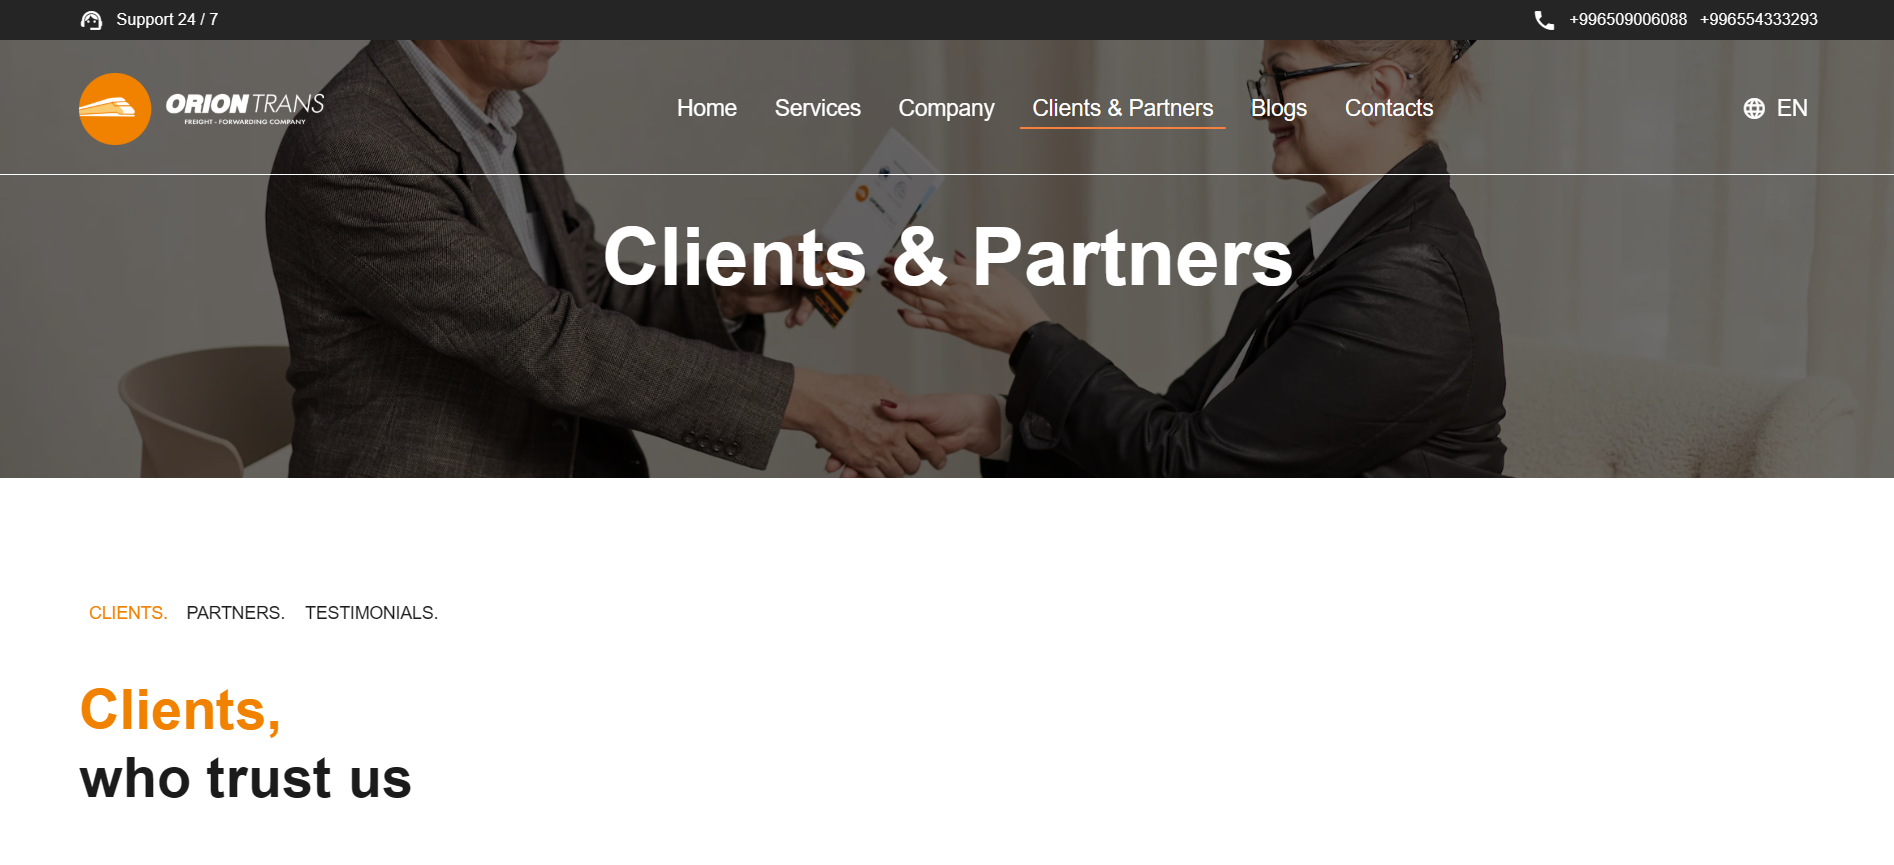 Support 24 / 7
+996509006088 +996554333293
ORION TRANS
FREIGHT - FORWARDING COMPANY
Home Services Company Clients & Partners Blogs Contacts
EN
Clients & Partners
CLIENTS. PARTNERS. TESTIMONIALS.
Clients,
who trust us